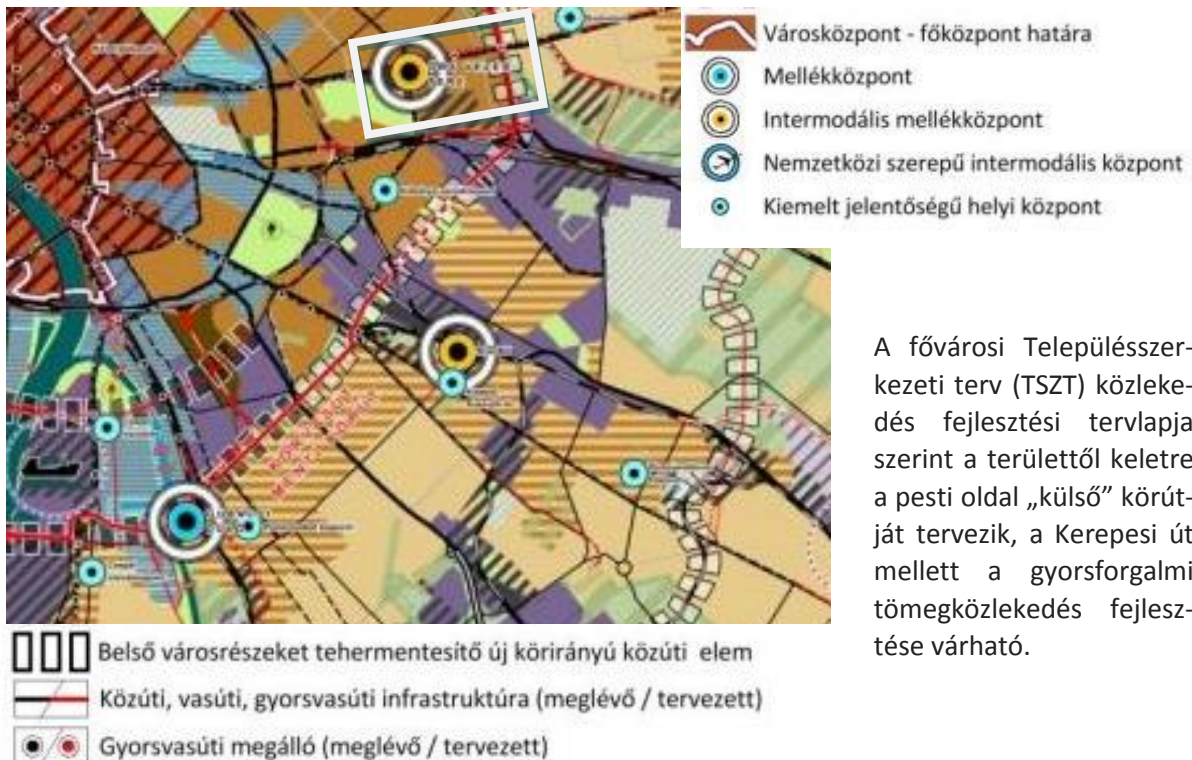 Városközpont - főközpont határa
Mellékközpont
Intermodális mellékközpont
Nemzetközi szerepű intermodális központ
Kiemelt jelentőségű helyi központ
A fővárosi Településszer-
kezeti terv (TSZT) közleke-
dés fejlesztési tervlapja
szerint a területtől keletre
a pesti oldal „külső” körút-
ját tervezik, a Kerepesi út
mellett a gyorsforgalmi
tömegközlekedés fejlesz-
tése várható.
Belső városrészeket tehermentesítő új körirányú közúti elem
Közúti, vasúti, gyorsvasúti infrastruktúra (meglévő / tervezett)
Gyorsvasúti megálló (meglévő / tervezett)